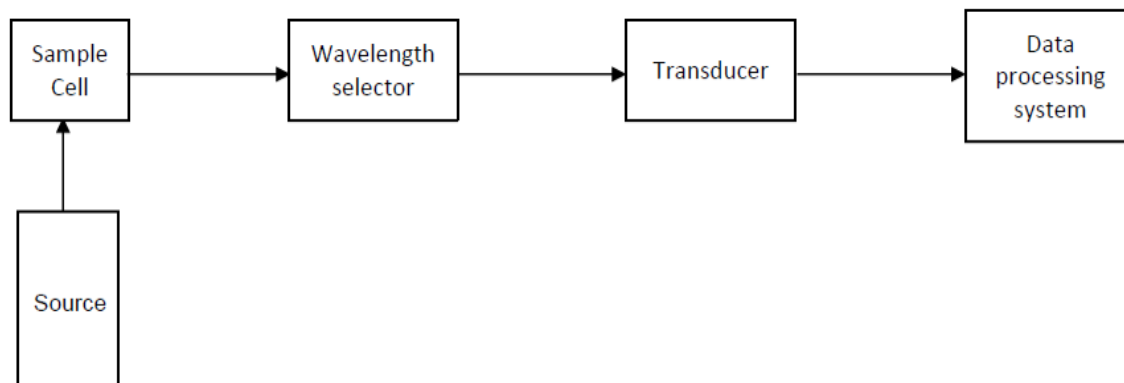 Sample
Cell
Wavelength
selector
Transducer
Data
processing
system
Source